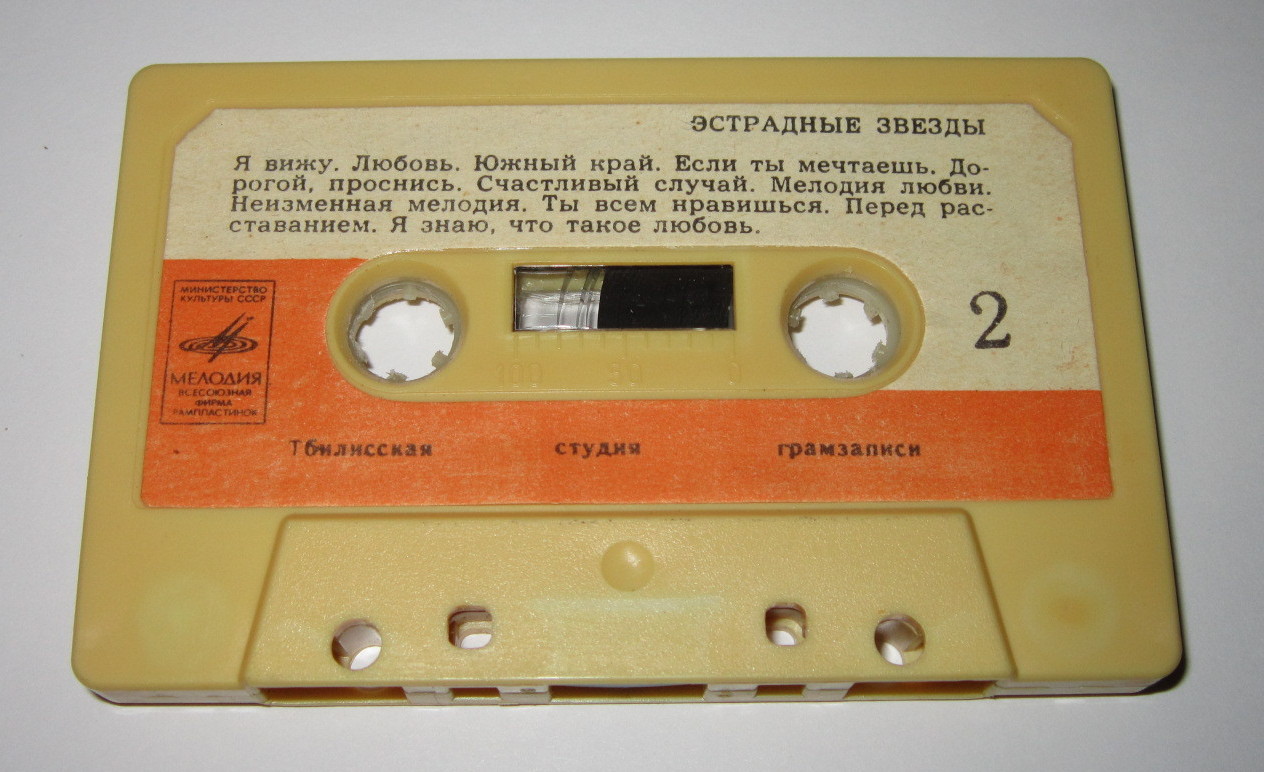 ЭСТРАДНЫЕ ЗВЕЗДЫ
Я вижу. Любовь. Южный край. Если ты мечтаешь. До-
рогой, проснись. Счастливый случай. Мелодия любви.
Неизменная мелодия. Ты всем нравишься. Перед рас-
ставанием. Я знаю, что такое любовь.
МИНИСТЕРСТВО
КУЛЬТУРЫ СССР
МЕЛОДИЯ
ВСЕСОЮЗНАЯ
ФИРМА
ГРАМПЛАСТИНОК
2
100 50 0
Тбилисская студия грамзаписи